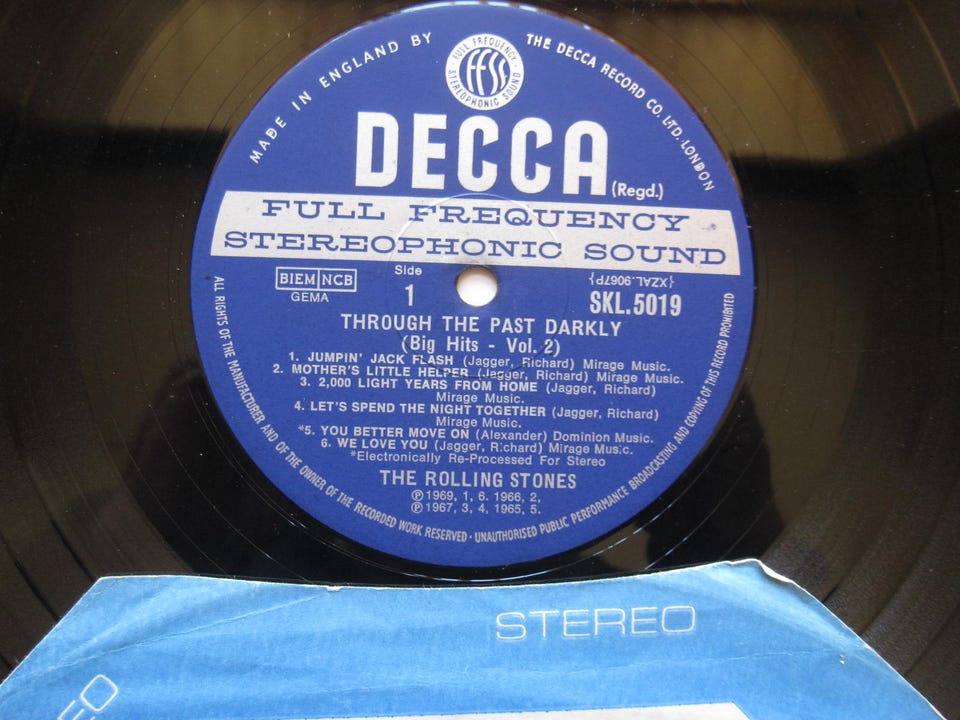 MADE IN ENGLAND BY THE DECCA RECORD CO. LTD. LONDON
FULL FREQUENCY
FFSS
STEREOPHONIC SOUND
DECCA (Regd.)
FULL FREQUENCY
STEREOPHONIC SOUND
BIEM NCB
GEMA
Side
1
{XZAL.9067P}
SKL.5019
THROUGH THE PAST DARKLY
(Big Hits - Vol. 2)
1. JUMPIN' JACK FLASH (Jagger, Richard) Mirage Music.
2. MOTHER'S LITTLE HELPER (Jagger, Richard) Mirage Music.
3. 2,000 LIGHT YEARS FROM HOME (Jagger, Richard)
Mirage Music.
4. LET'S SPEND THE NIGHT TOGETHER (Jagger, Richard)
Mirage Music.
*5. YOU BETTER MOVE ON (Alexander) Dominion Music.
6. WE LOVE YOU (Jagger, Richard) Mirage Music.
*Electronically Re-Processed For Stereo
THE ROLLING STONES
Ⓟ 1969, 1, 6. 1966, 2,
Ⓟ 1967, 3, 4, 1965, 5.
ALL RIGHTS OF THE MANUFACTURER AND OF THE OWNER OF THE RECORDED WORK RESERVED · UNAUTHORISED PUBLIC PERFORMANCE BROADCASTING AND COPYING OF THIS RECORD PROHIBITED
STEREO
EO